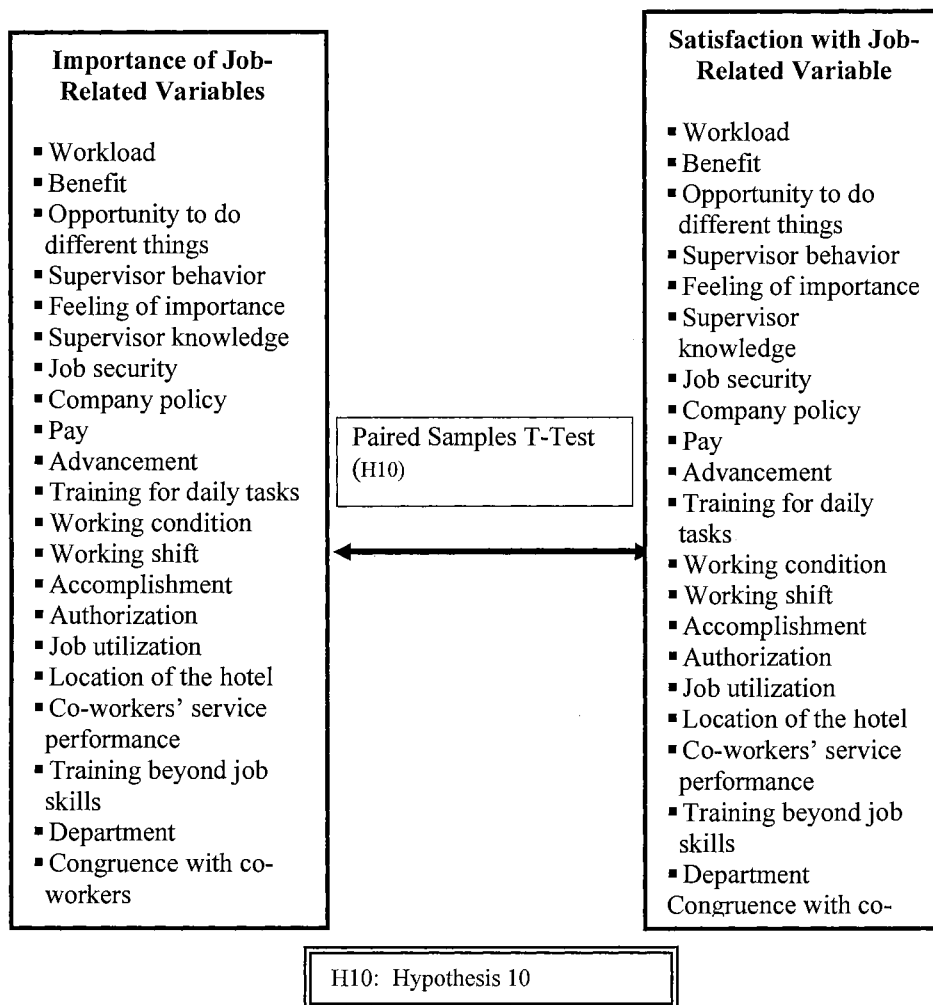 Importance of Job-
Related Variables
▪ Workload
▪ Benefit
▪ Opportunity to do
different things
▪ Supervisor behavior
▪ Feeling of importance
▪ Supervisor knowledge
▪ Job security
▪ Company policy
▪ Pay
▪ Advancement
▪ Training for daily tasks
▪ Working condition
▪ Working shift
▪ Accomplishment
▪ Authorization
▪ Job utilization
▪ Location of the hotel
▪ Co-workers’ service
performance
▪ Training beyond job
skills
▪ Department
▪ Congruence with co-
workers
Paired Samples T-Test
(H10)
Satisfaction with Job-
Related Variable
▪ Workload
▪ Benefit
▪ Opportunity to do
different things
▪ Supervisor behavior
▪ Feeling of importance
▪ Supervisor
knowledge
▪ Job security
▪ Company policy
▪ Pay
▪ Advancement
▪ Training for daily
tasks
▪ Working condition
▪ Working shift
▪ Accomplishment
▪ Authorization
▪ Job utilization
▪ Location of the hotel
▪ Co-workers’ service
performance
▪ Training beyond job
skills
▪ Department
Congruence with co-
H10: Hypothesis 10